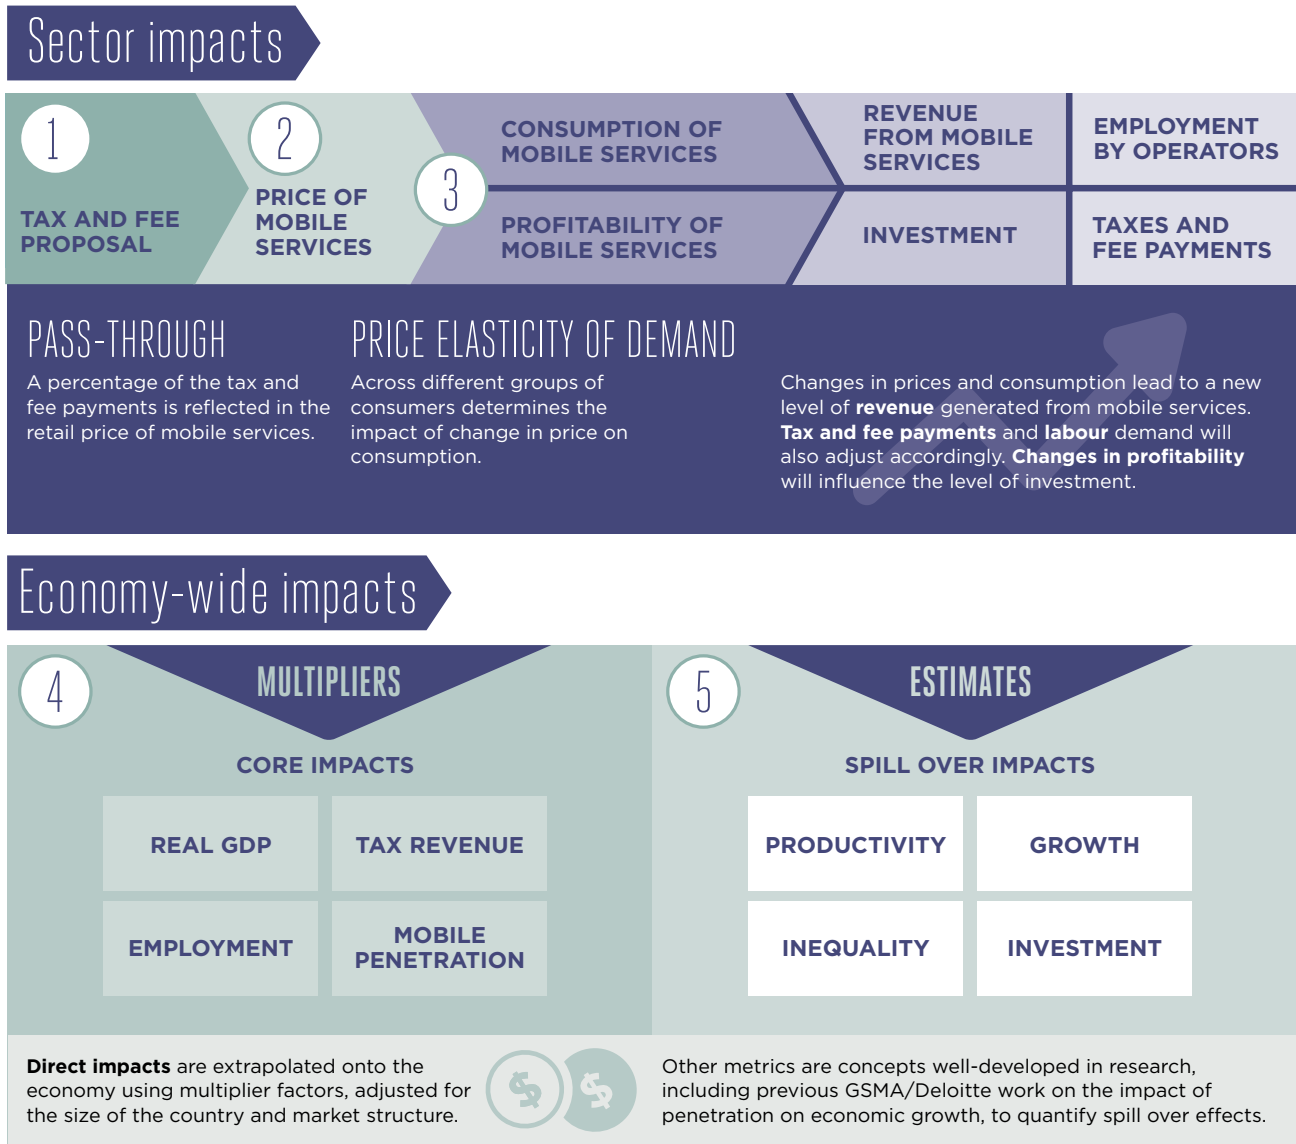 Sector impacts
1
TAX AND FEE
PROPOSAL
2
PRICE OF
MOBILE
SERVICES
3
CONSUMPTION OF
MOBILE SERVICES
PROFITABILITY OF
MOBILE SERVICES
REVENUE
FROM MOBILE
SERVICES
INVESTMENT
EMPLOYMENT
BY OPERATORS
TAXES AND
FEE PAYMENTS
PASS-THROUGH
A percentage of the tax and
fee payments is reflected in the
retail price of mobile services.
PRICE ELASTICITY OF DEMAND
Across different groups of
consumers determines the
impact of change in price on
consumption.
Changes in prices and consumption lead to a new
level of revenue generated from mobile services.
Tax and fee payments and labour demand will
also adjust accordingly. Changes in profitability
will influence the level of investment.
Economy-wide impacts
4
MULTIPLIERS
CORE IMPACTS
REAL GDP
TAX REVENUE
EMPLOYMENT
MOBILE
PENETRATION
5
ESTIMATES
SPILL OVER IMPACTS
PRODUCTIVITY
GROWTH
INEQUALITY
INVESTMENT
Direct impacts are extrapolated onto the
economy using multiplier factors, adjusted for
the size of the country and market structure.
$ $
Other metrics are concepts well-developed in research,
including previous GSMA/Deloitte work on the impact of
penetration on economic growth, to quantify spill over effects.